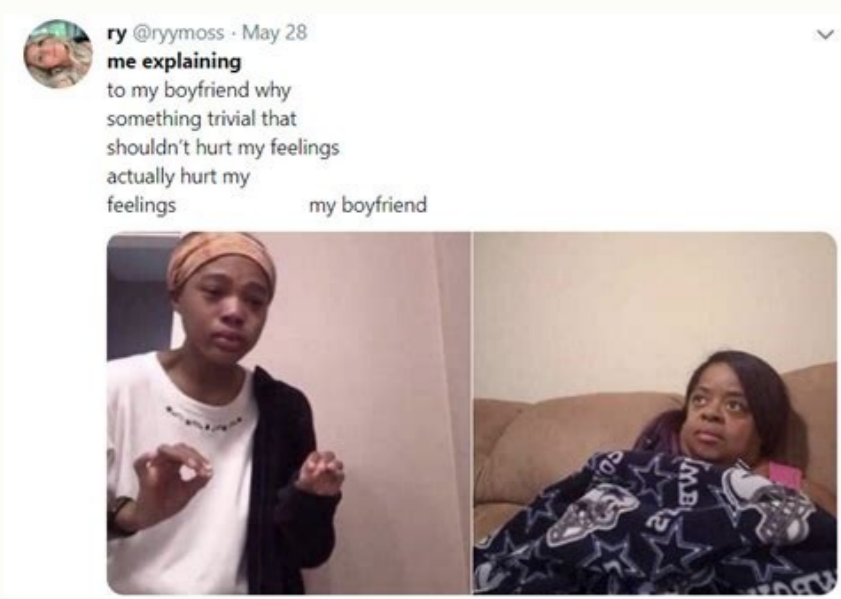 ry @ryymoss · May 28
me explaining
to my boyfriend why
something trivial that
shouldn't hurt my feelings
actually hurt my
feelings my boyfriend